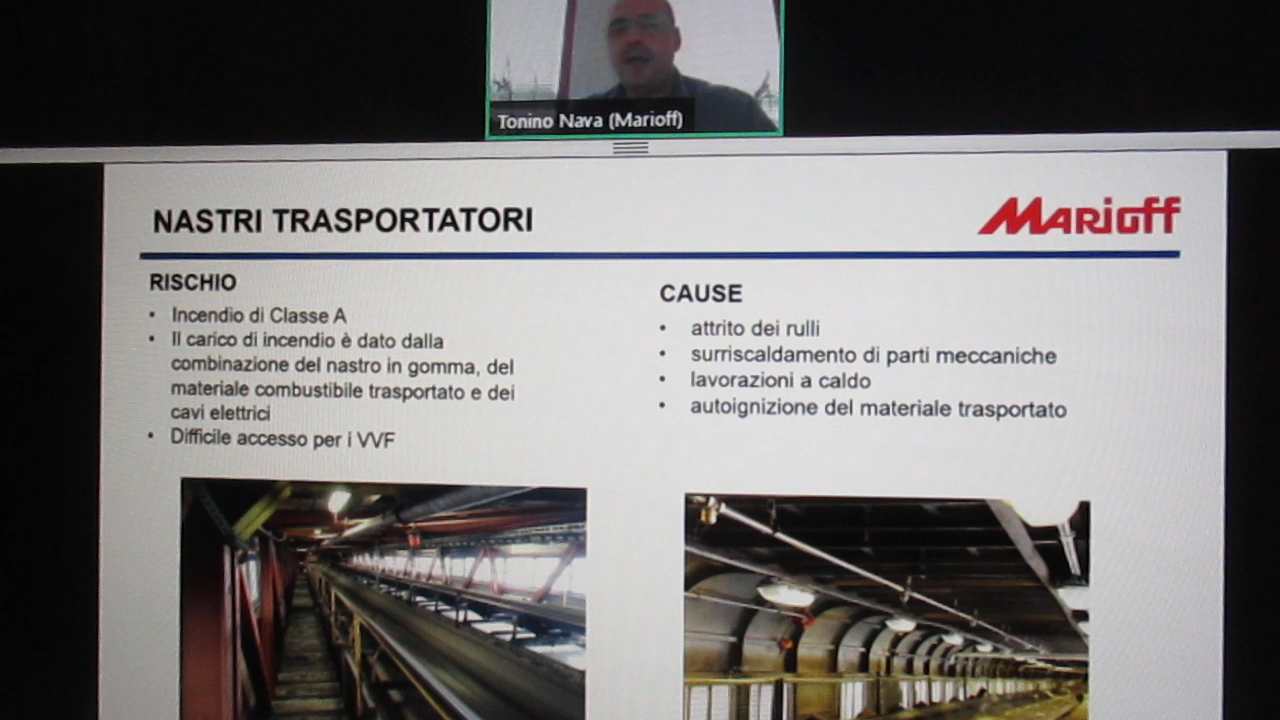 Tonino Nava (Marioff)
NASTRI TRASPORTATORI
MARiOFF
RISCHIO
• Incendio di Classe A
• Il carico di incendio è dato dalla
combinazione del nastro in gomma, del
materiale combustibile trasportato e dei
cavi elettrici
• Difficile accesso per i VVF
CAUSE
• attrito dei rulli
• surriscaldamento di parti meccaniche
• lavorazioni a caldo
• autoignizione del materiale trasportato